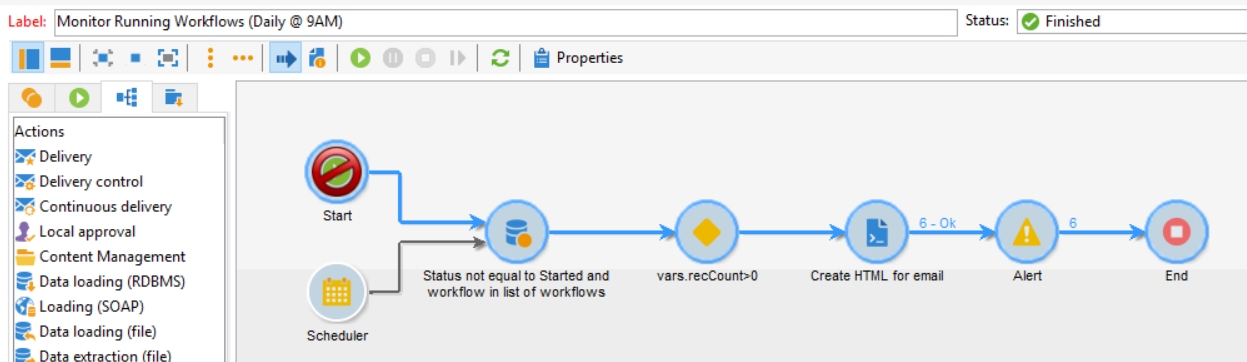 Label: Monitor Running Workflows (Daily @ 9AM) Status: Finished
Properties
Actions
Delivery
Delivery control
Continuous delivery
Local approval
Content Management
Data loading (RDBMS)
Loading (SOAP)
Data loading (file)
Data extraction (file)
Start
Scheduler
Status not equal to Started and
workflow in list of workflows
vars.recCount>0
Create HTML for email
6 - Ok
Alert
6
End